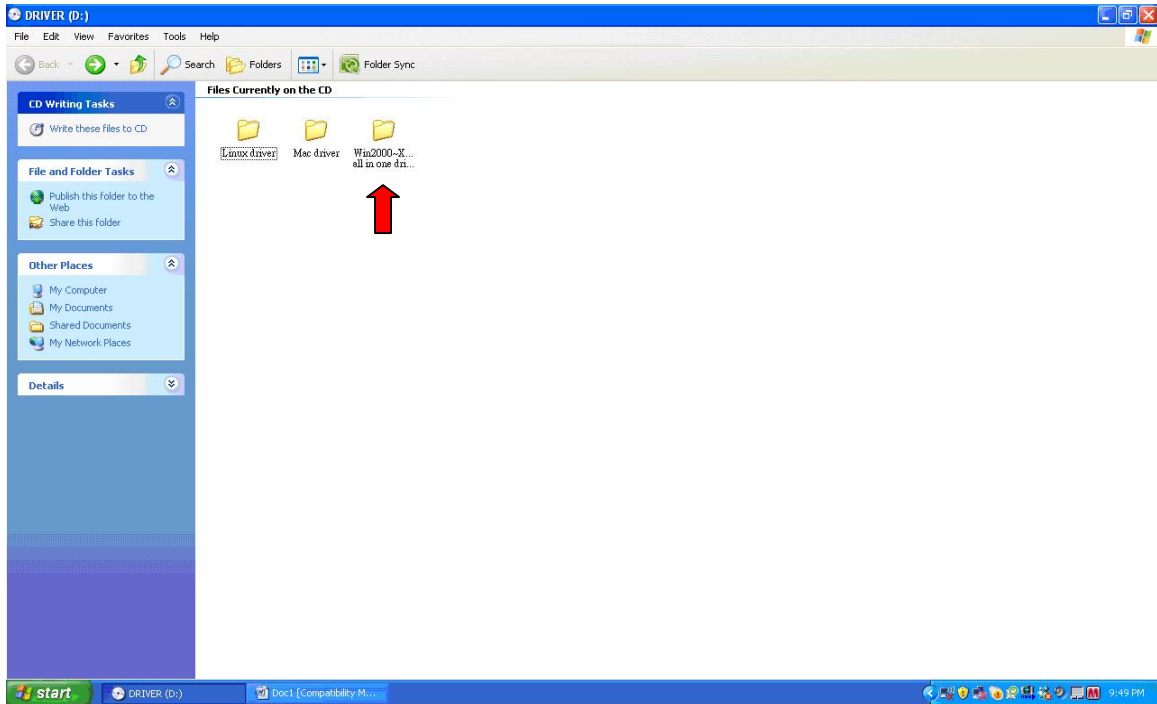 DRIVER (D:)
File Edit View Favorites Tools Help
Back Search Folders Folder Sync
CD Writing Tasks
Write these files to CD
File and Folder Tasks
Publish this folder to the
Web
Share this folder
Other Places
My Computer
My Documents
Shared Documents
My Network Places
Details
Files Currently on the CD
Linux driver
Mac driver
Win2000~X...
all in one dri...
start DRIVER (D:) Doc1 [Compatibility M... 9:49 PM